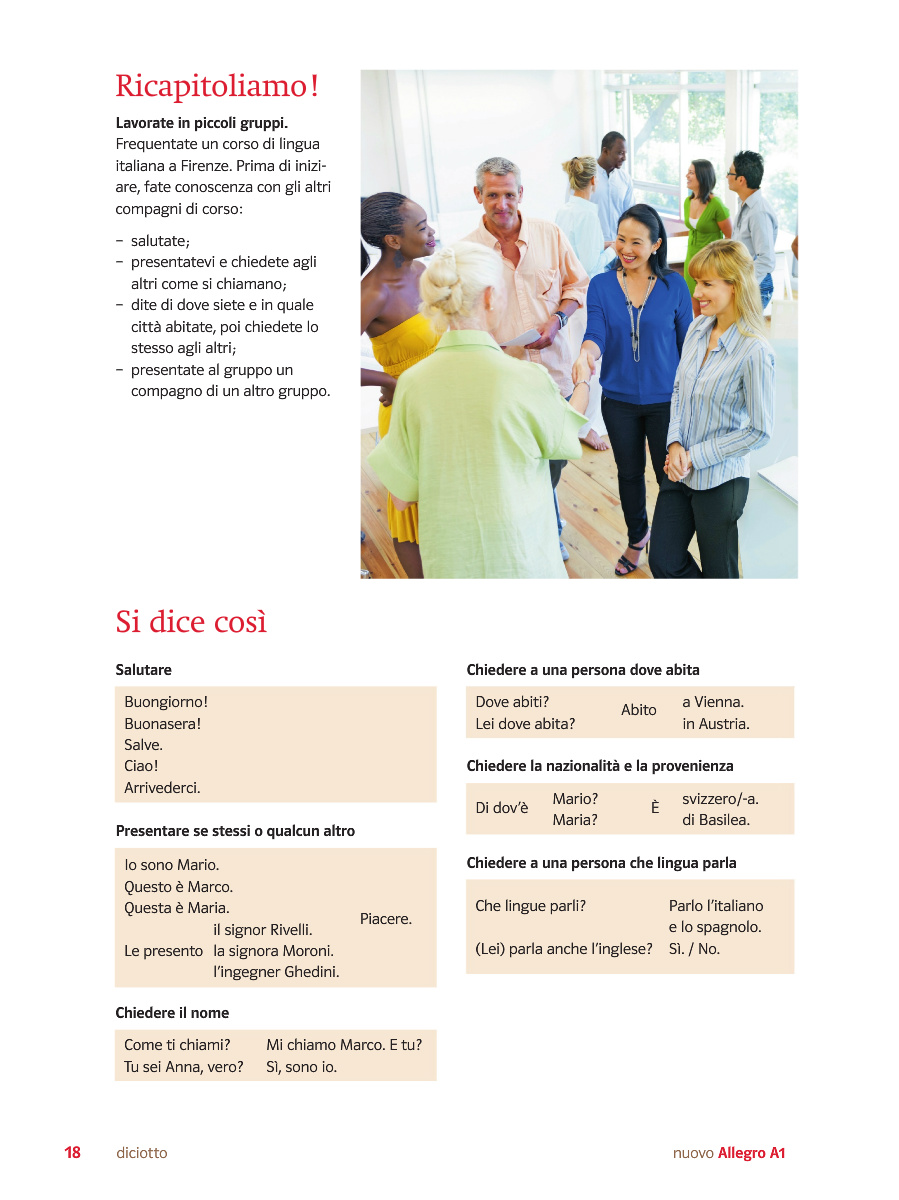 Ricapitoliamo!
Lavorate in piccoli gruppi.
Frequentate un corso di lingua
italiana a Firenze. Prima di inizi-
are, fate conoscenza con gli altri
compagni di corso:
– salutate;
– presentatevi e chiedete agli
altri come si chiamano;
– dite di dove siete e in quale
città abitate, poi chiedete lo
stesso agli altri;
– presentate al gruppo un
compagno di un altro gruppo.
Si dice così
Salutare
Buongiorno!
Buonasera!
Salve.
Ciao!
Arrivederci.
Presentare se stessi o qualcun altro
Io sono Mario.
Questo è Marco.
Questa è Maria.
Piacere.
il signor Rivelli.
Le presento la signora Moroni.
l'ingegner Ghedini.
Chiedere il nome
Come ti chiami? Mi chiamo Marco. E tu?
Tu sei Anna, vero? Sì, sono io.
Chiedere a una persona dove abita
Dove abiti? Abito a Vienna.
Lei dove abita? in Austria.
Chiedere la nazionalità e la provenienza
Di dov'è Mario? È svizzero/-a.
Maria? di Basilea.
Chiedere a una persona che lingua parla
Che lingue parli? Parlo l'italiano
e lo spagnolo.
(Lei) parla anche l'inglese? Sì. / No.
18 diciotto
nuovo Allegro A1